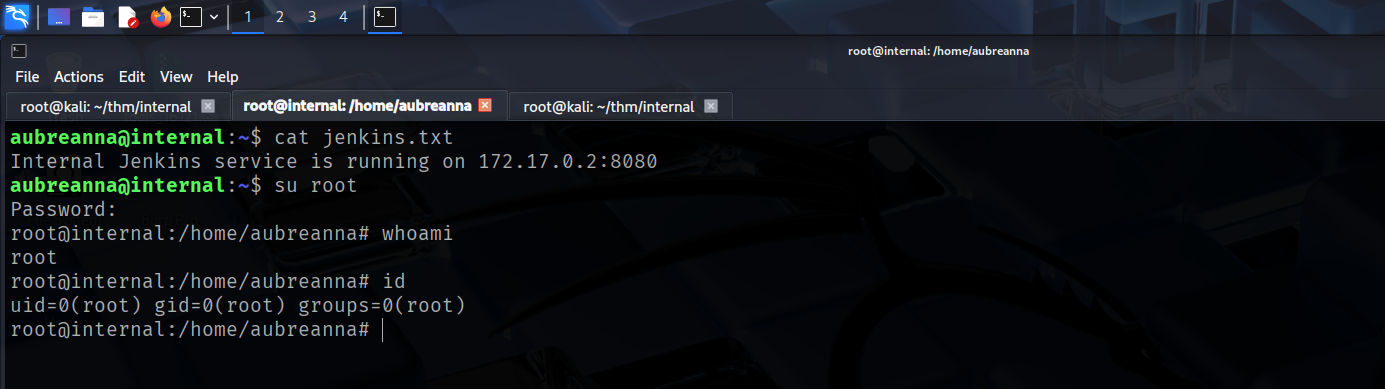 1 2 3 4
root@internal: /home/aubreanna
File Actions Edit View Help
root@kali: ~/thm/internal root@internal: /home/aubreanna root@kali: ~/thm/internal
aubreanna@internal:~$ cat jenkins.txt
Internal Jenkins service is running on 172.17.0.2:8080
aubreanna@internal:~$ su root
Password:
root@internal:/home/aubreanna# whoami
root
root@internal:/home/aubreanna# id
uid=0(root) gid=0(root) groups=0(root)
root@internal:/home/aubreanna#